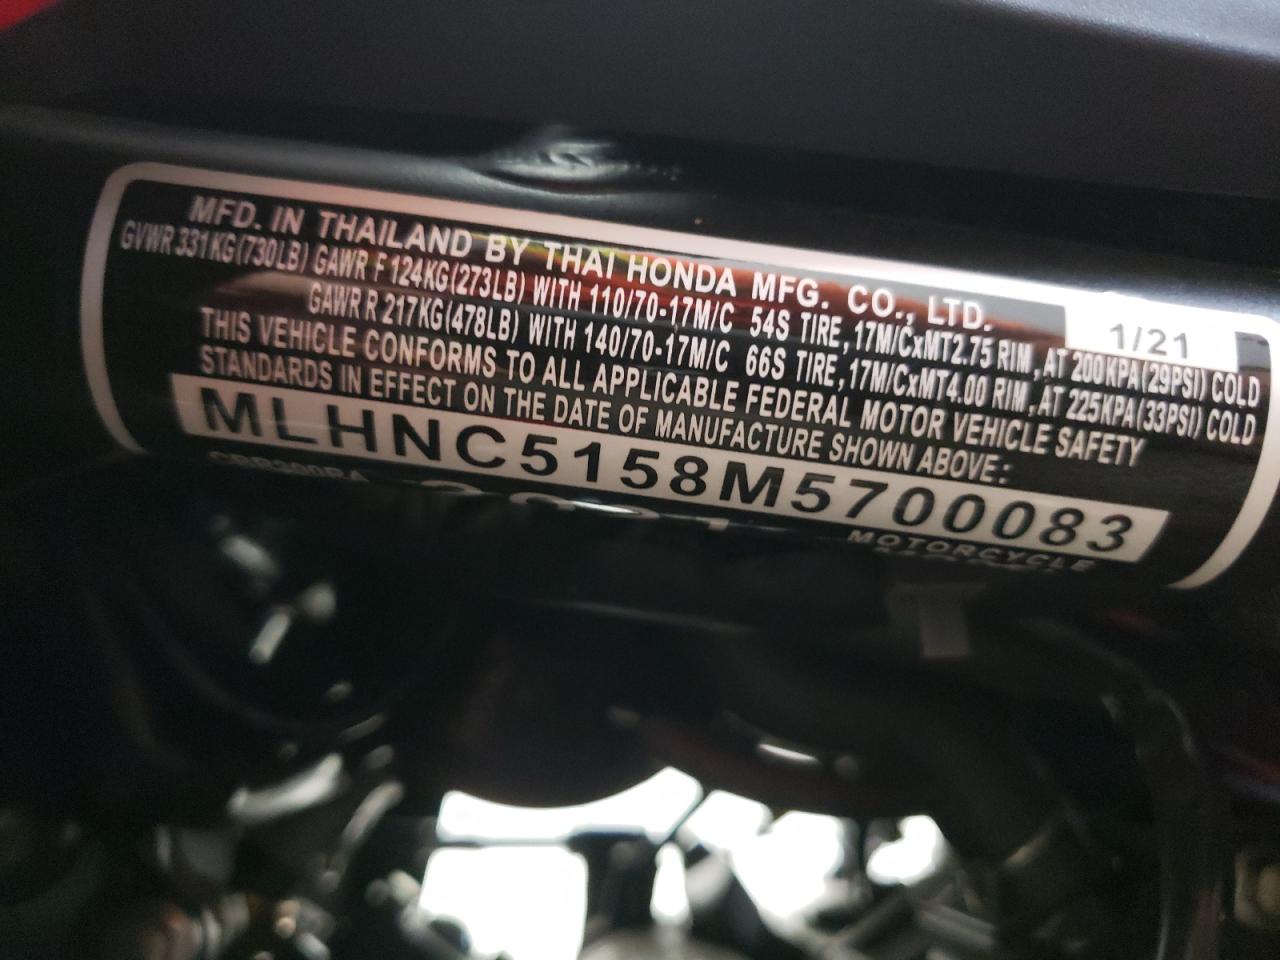 MFD. IN THAILAND BY THAI HONDA MFG. CO., LTD. 1/21
GVWR 331KG(730LB) GAWR F 124KG(273LB) WITH 110/70-17M/C 54S TIRE, 17M/CxMT2.75 RIM, AT 200KPA(29PSI) COLD
GAWR R 217KG(478LB) WITH 140/70-17M/C 66S TIRE, 17M/CxMT4.00 RIM, AT 225KPA(33PSI) COLD
THIS VEHICLE CONFORMS TO ALL APPLICABLE FEDERAL MOTOR VEHICLE SAFETY
STANDARDS IN EFFECT ON THE DATE OF MANUFACTURE SHOWN ABOVE:
MLHNC5158M5700083
CBR300RA MOTORCYCLE